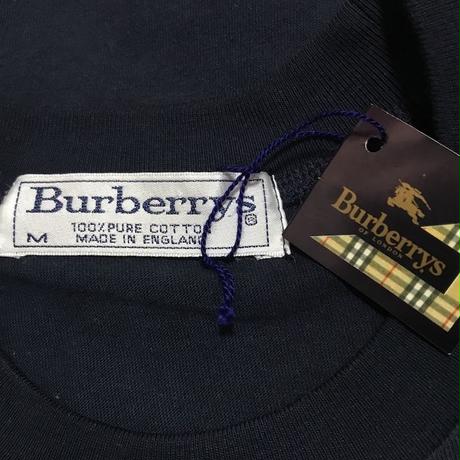 Burberrys®
100% PURE COTTON
M MADE IN ENGLAND
Burberrys
OF LONDON